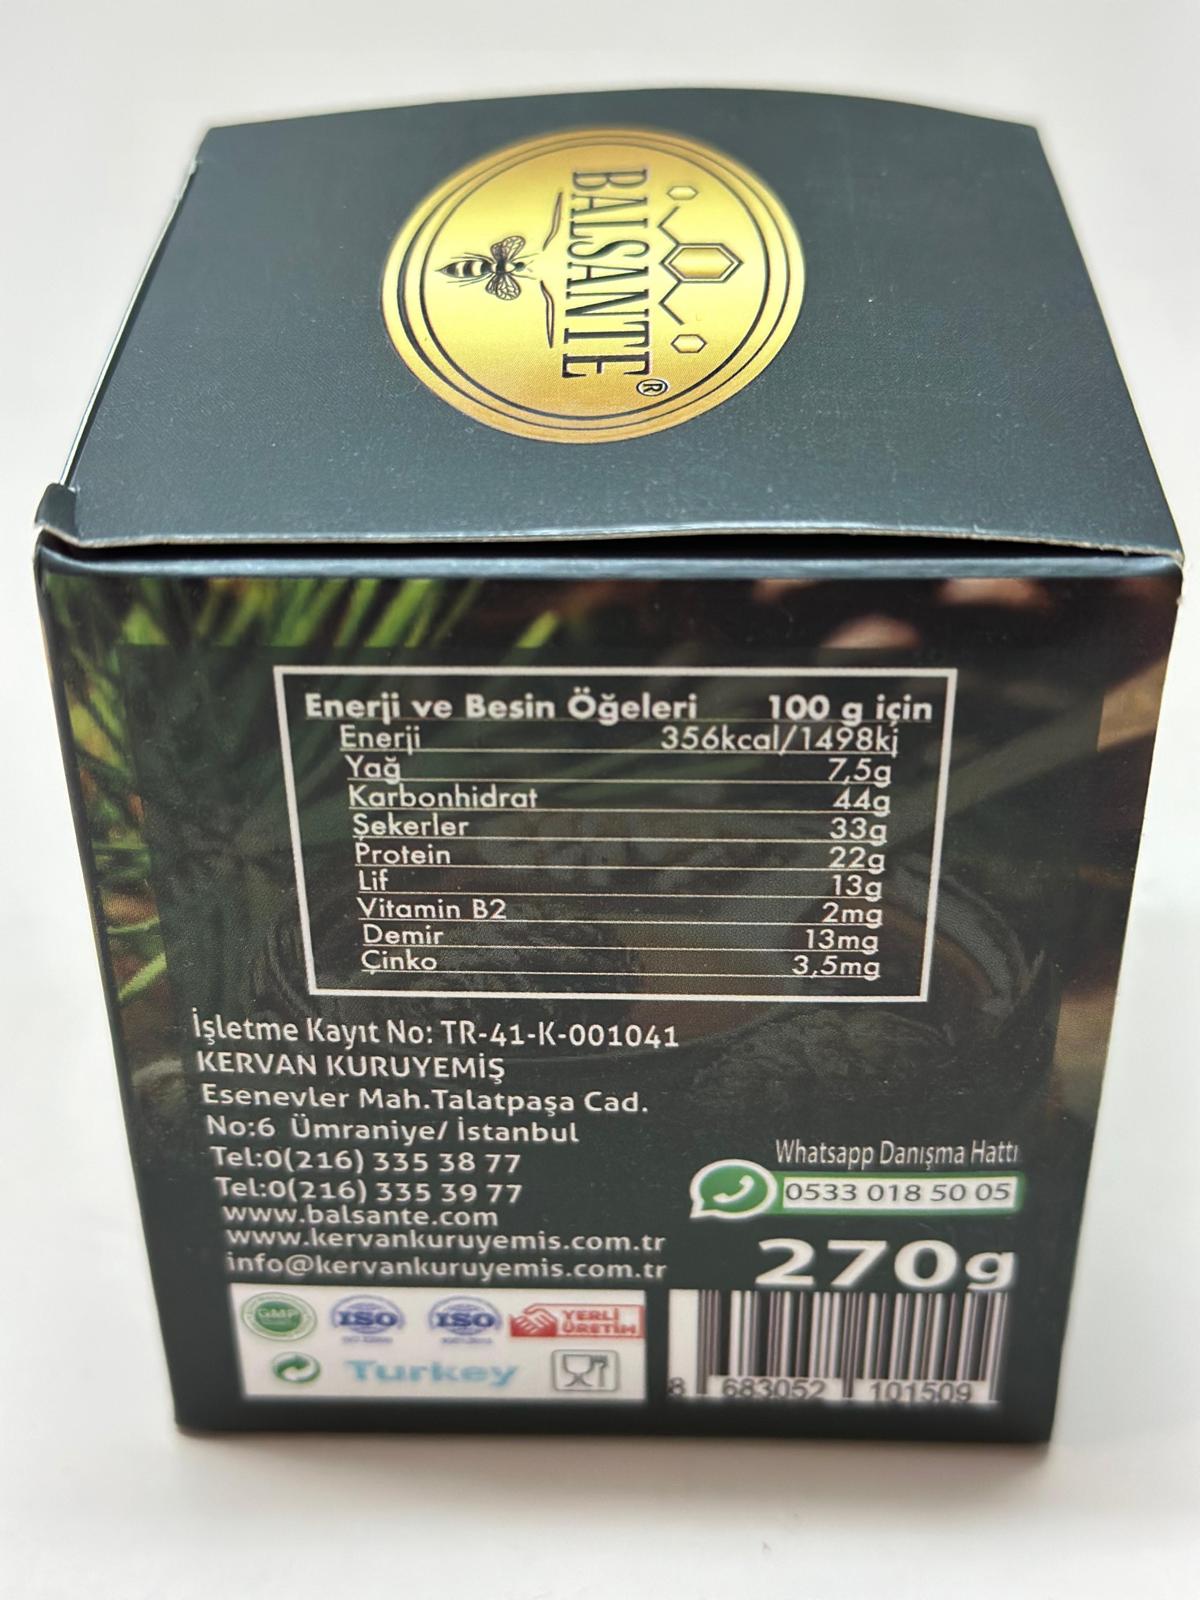 BALSANTE®
Enerji ve Besin Öğeleri 100 g için
Enerji 356kcal/1498kj
Yağ 7,5g
Karbonhidrat 44g
Şekerler 33g
Protein 22g
Lif 13g
Vitamin B2 2mg
Demir 13mg
Çinko 3,5mg
İşletme Kayıt No: TR-41-K-001041
KERVAN KURUYEMİŞ
Esenevler Mah.Talatpaşa Cad.
No:6 Ümraniye/ İstanbul
Tel:0(216) 335 38 77
Tel:0(216) 335 39 77
www.balsante.com
www.kervankuruyemis.com.tr
info@kervankuruyemis.com.tr
Whatsapp Danışma Hattı
0533 018 50 05
270g
GMP
ISO
ISO
YERLİ
ÜRETİM
Turkey
8 683052 101509